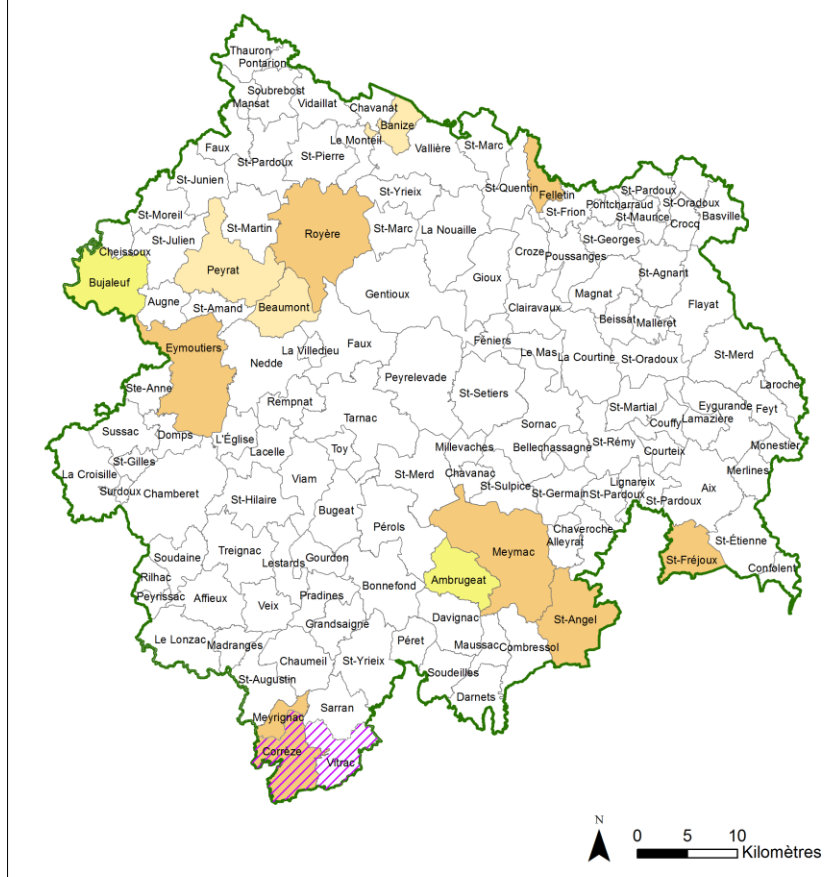 Thauron
Pontarion
Soubrebost
Mansat
Vidaillat
Chavanat
Banize
Le Monteil
Vallière
St-Marc
Faux
St-Pardoux
St-Pierre
St-Junien
St-Yrieix
St-Quentin
Felletin
St-Frion
Pontcharraud
St-Pardoux
St-Oradoux
St-Maurice
Crocq
Basville
St-Moreil
St-Martin
Royère
St-Marc
La Nouaille
St-Georges
St-Julien
Cheissoux
Croze
Poussanges
Peyrat
Bujaleuf
Gioux
St-Agnant
Augne
St-Amand
Beaumont
Gentioux
Clairavaux
Magnat
Flayat
Beissat
Malleret
Eymoutiers
La Villedieu
Faux
Féniers
Le Mas
La Courtine
St-Oradoux
St-Merd
Nedde
Peyrelevade
Ste-Anne
Rempnat
St-Setiers
Laroche
Tarnac
Sornac
St-Martial
Eygurande
Feyt
Couffy
Lamazière
Sussac
Domps
L'Église
Lacelle
Toy
Millevaches
Bellechassagne
St-Rémy
Courteix
Monestier
St-Gilles
La Croisille
Surdoux
Chamberet
Viam
St-Merd
Chavanac
St-Sulpice
St-Germain
Lignareix
St-Pardoux
St-Pardoux
Aix
Merlines
St-Hilaire
Bugeat
Pérols
Meymac
Chaveroche
Alleyrat
St-Étienne
Soudaine
Treignac
Lestards
Gourdon
St-Fréjoux
Confolent
Rilhac
Peyrissac
Affieux
Veix
Pradines
Bonnefond
Ambrugeat
St-Angel
Grandsaigne
Davignac
Le Lonzac
Madranges
Péret
Maussac
Combressol
Chaumeil
St-Yrieix
St-Augustin
Soudeilles
Darnets
Meyrignac
Sarran
Corrèze
Vitrac
N
0 5 10
Kilomètres